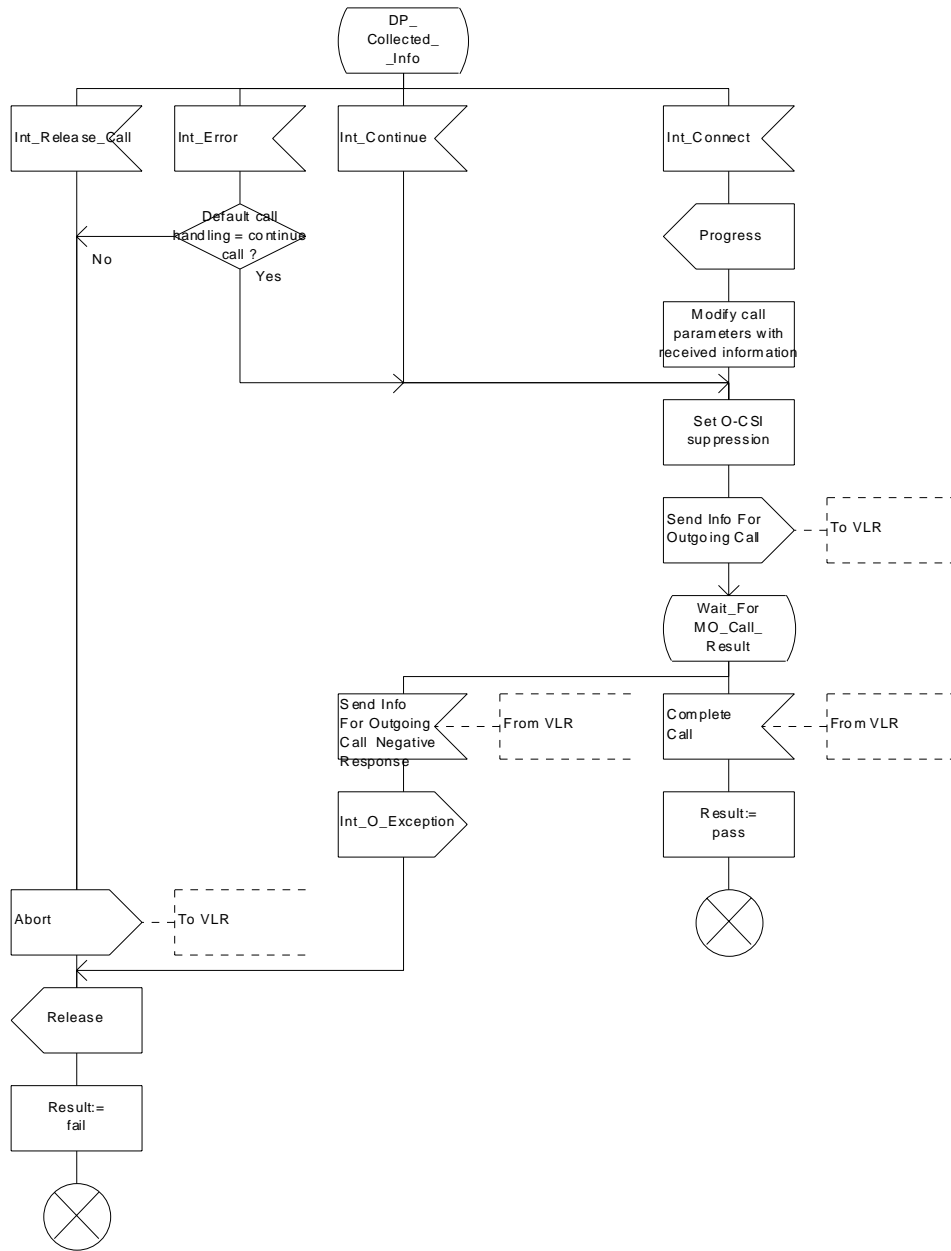 DP_
Collected_
_Info
Int_Release_Call
Int_Error
Int_Continue
Int_Connect
Default call
handling = continue
call ?
No
Yes
Progress
Modify call
parameters with
received information
Set O-CSI
suppression
Send Info For
Outgoing Call
To VLR
Wait_For
MO_Call_
Result
Send Info
For Outgoing
Call Negative
Response
From VLR
Complete
Call
From VLR
Int_O_Exception
Result:=
pass
Abort
To VLR
Release
Result:=
fail